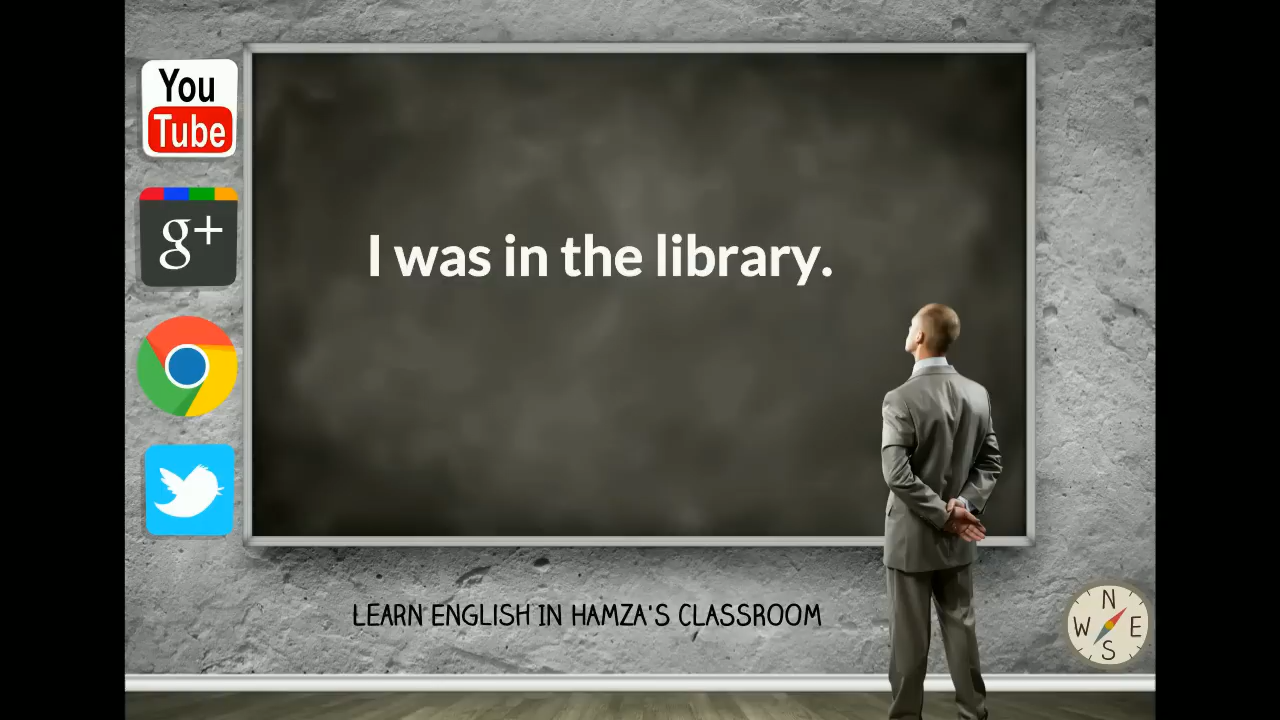 You
Tube
g+
I was in the library.
LEARN ENGLISH IN HAMZA'S CLASSROOM
N
W E
S